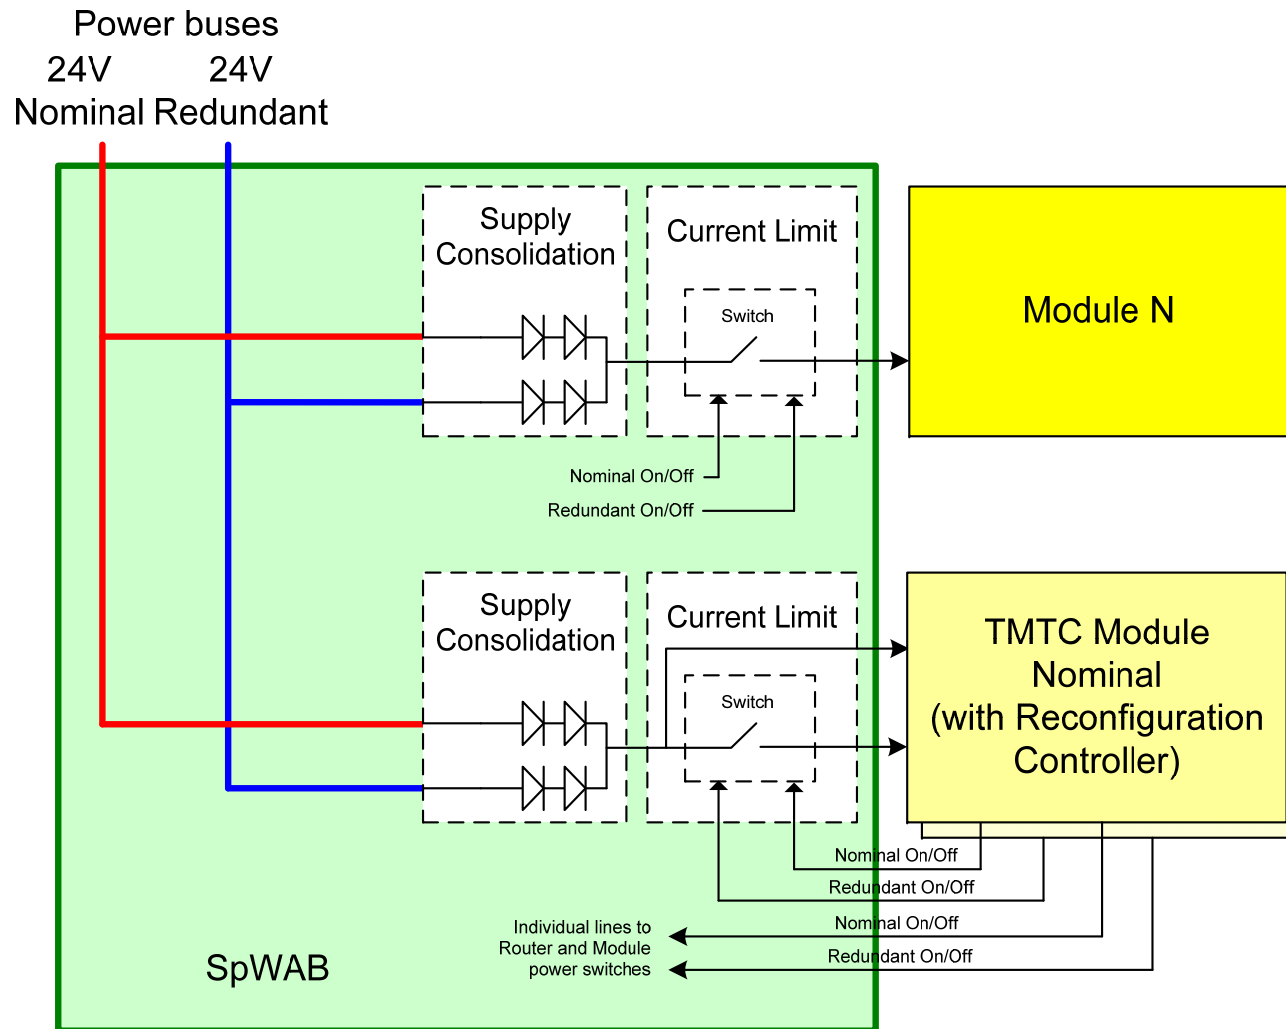 Power buses
24V 24V
Nominal Redundant
Supply
Consolidation
Current Limit
Switch
Module N
Nominal On/Off
Redundant On/Off
Supply
Consolidation
Current Limit
Switch
TMTC Module
Nominal
(with Reconfiguration
Controller)
Nominal On/Off
Redundant On/Off
Nominal On/Off
Redundant On/Off
Individual lines to
Router and Module
power switches
SpWAB